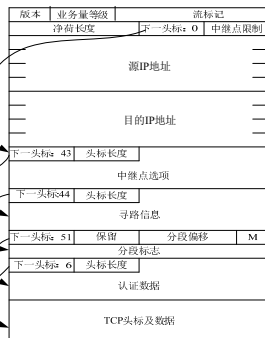 版本 业务量等级 流标记
净荷长度 下一头标：0 中继点限制
源IP地址
目的IP地址
下一头标：43 头标长度
中继点选项
下一头标:44 头标长度
寻路信息
下一头标：51 保留 分段偏移 M
分段标志
下一头标：6 头标长度
认证数据
TCP头标及数据